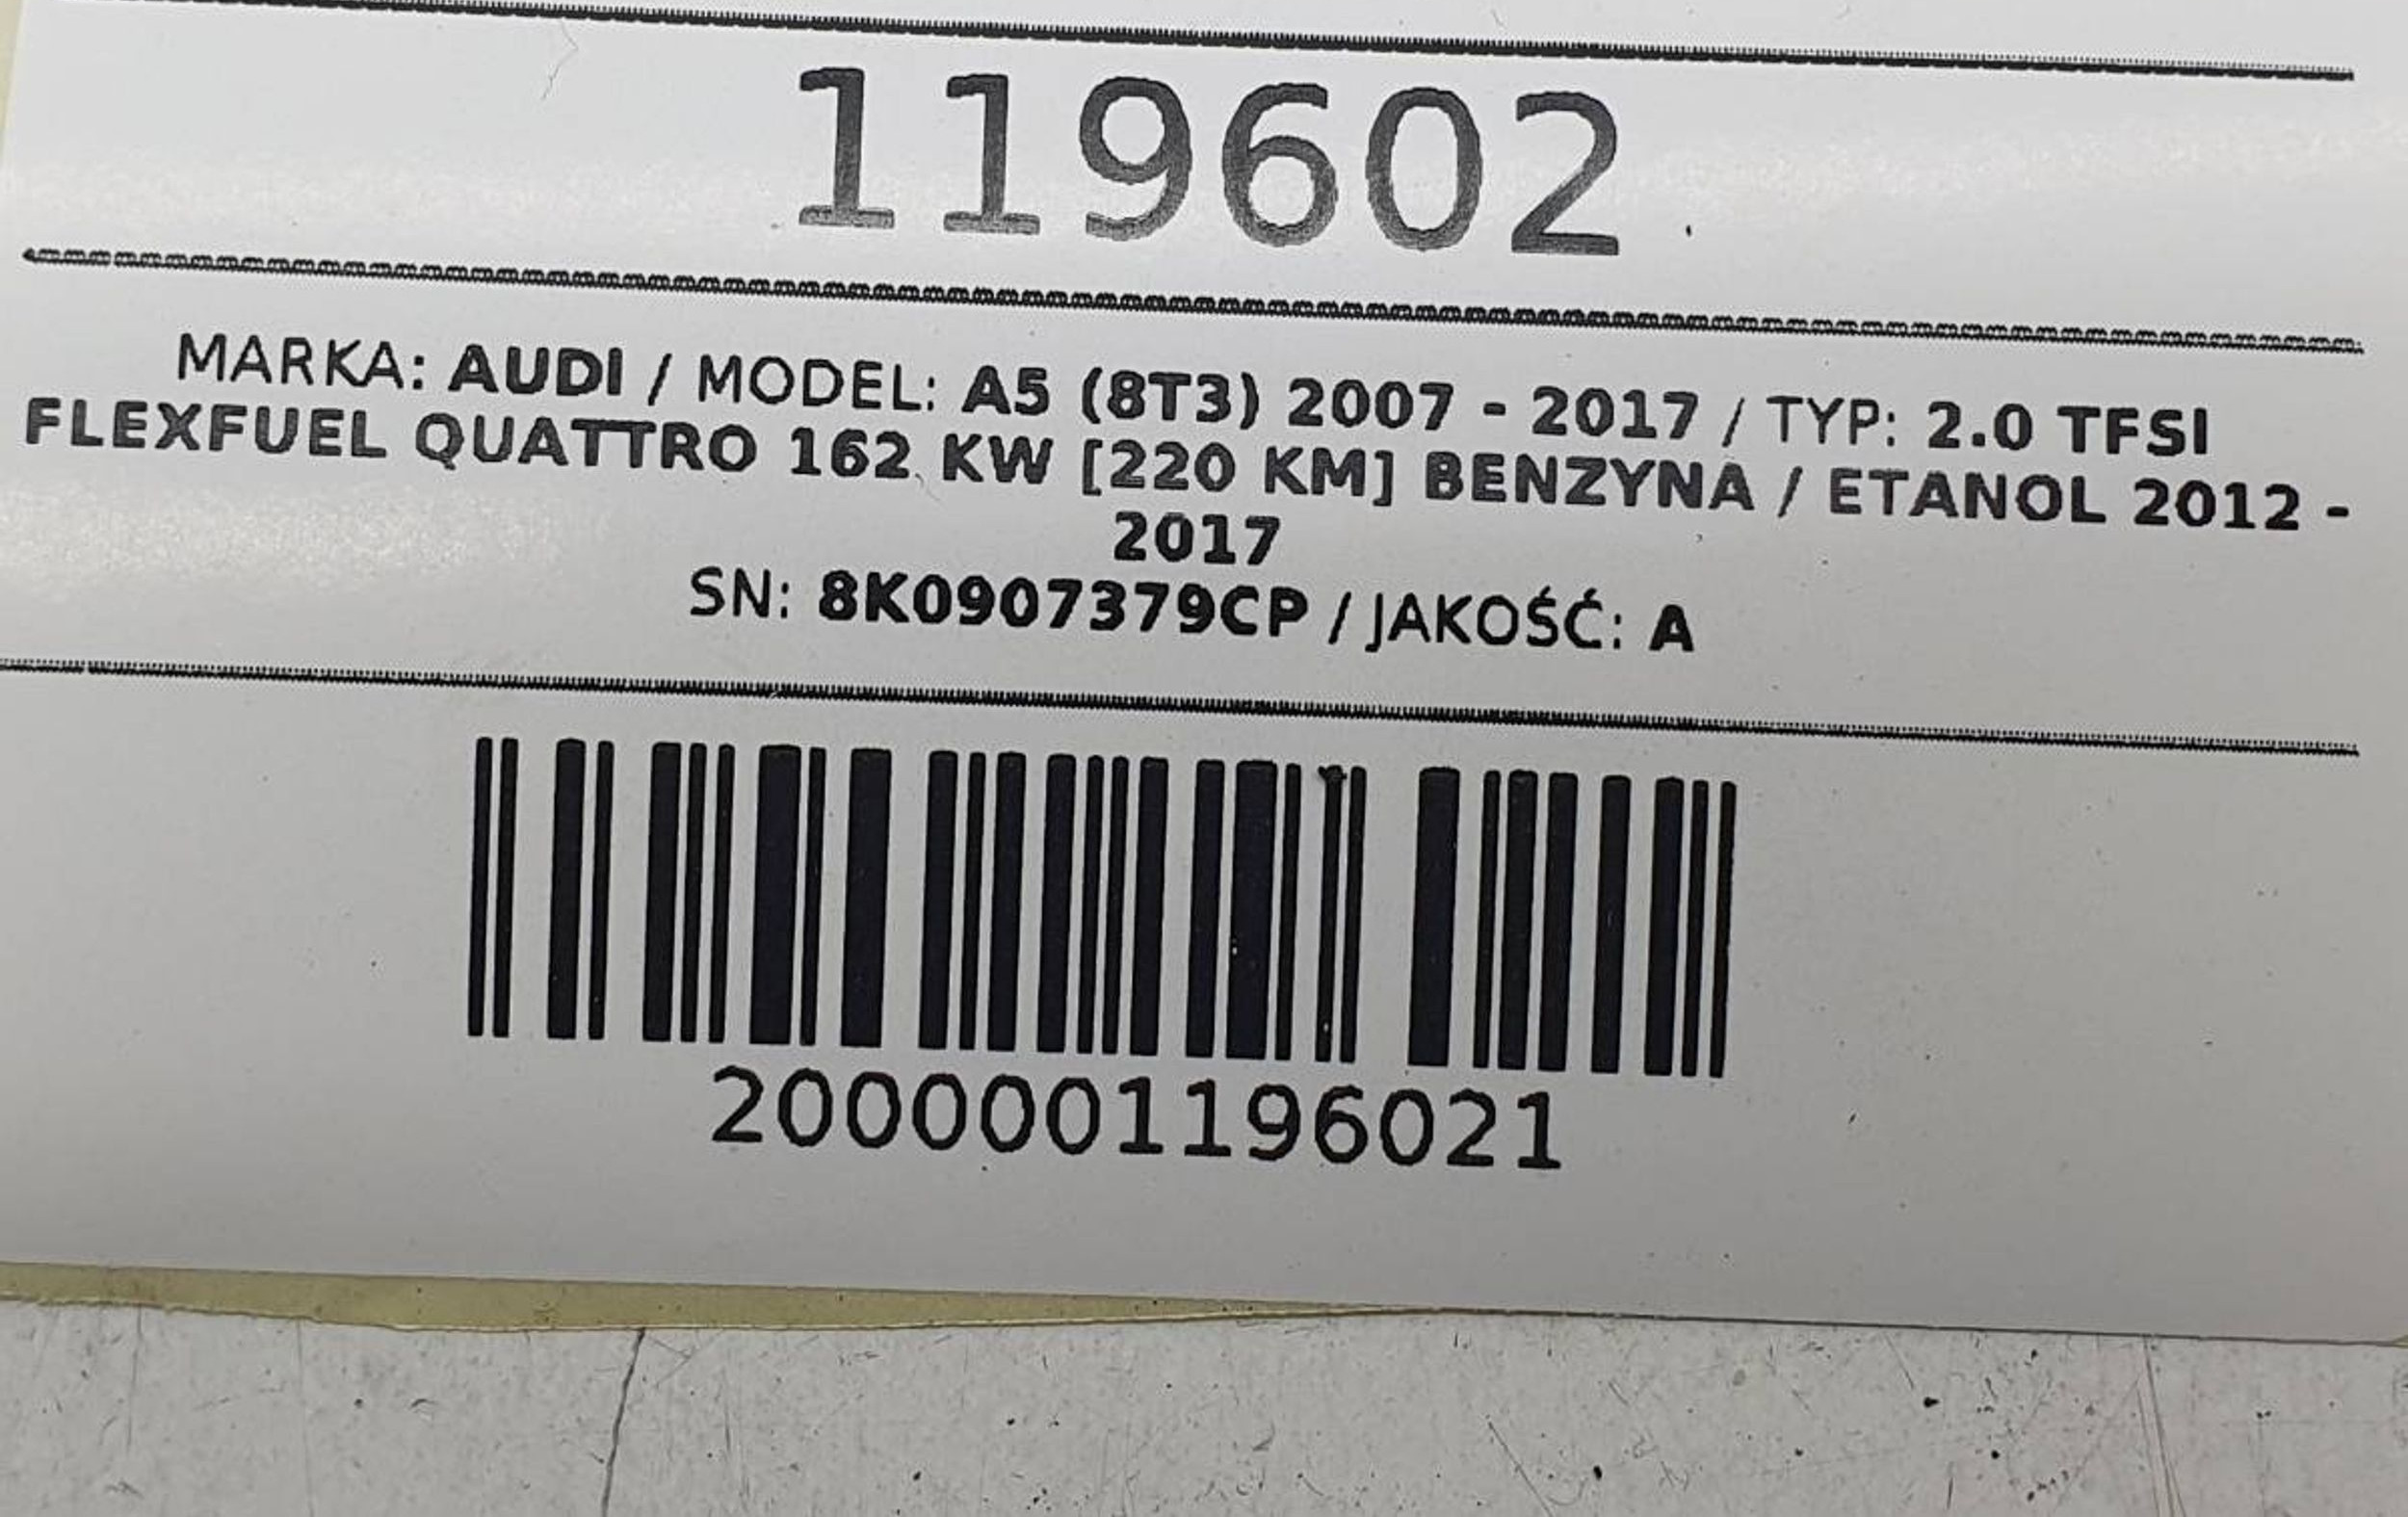 119602
MARKA: AUDI / MODEL: A5 (8T3) 2007 - 2017 / TYP: 2.0 TFSI
FLEXFUEL QUATTRO 162 KW [220 KM] BENZYNA / ETANOL 2012 -
2017
SN: 8K0907379CP / JAKOŚĆ: A
2000001196021